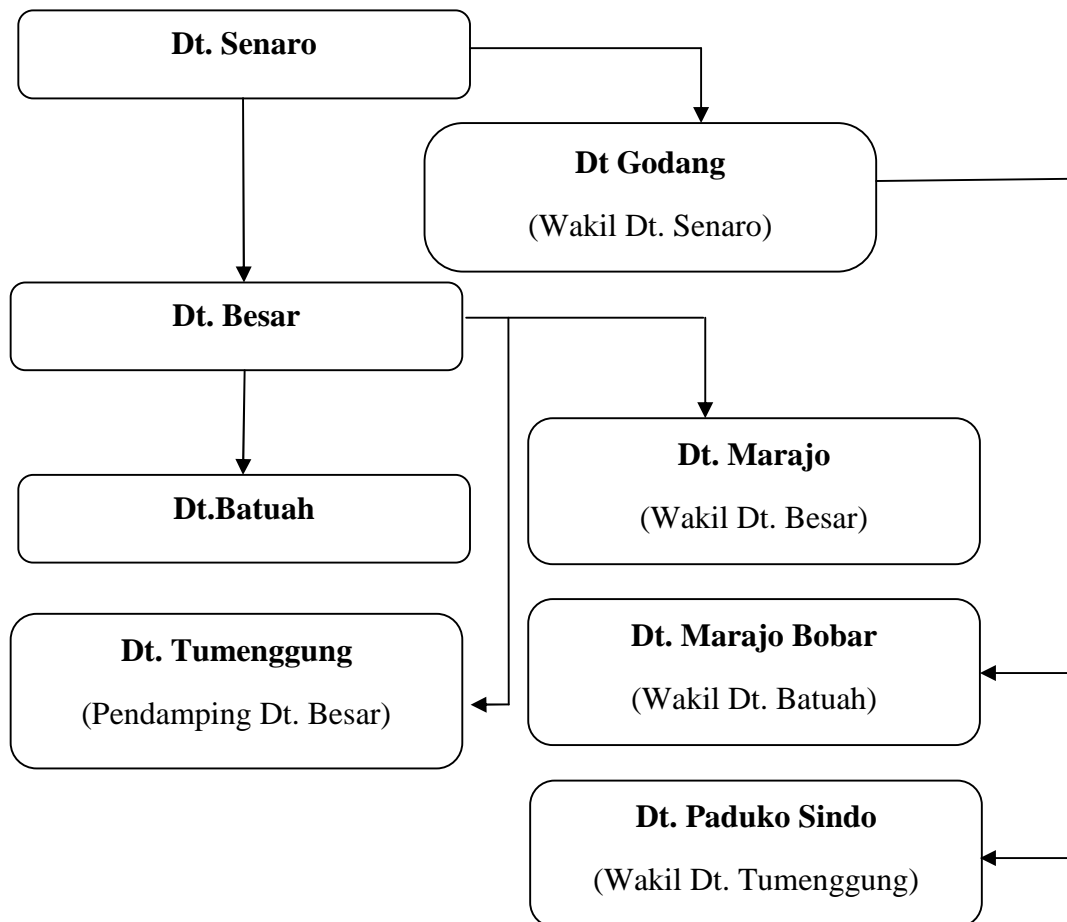 Dt. Senaro
Dt Godang
(Wakil Dt. Senaro)
Dt. Besar
Dt. Marajo
(Wakil Dt. Besar)
Dt.Batuah
Dt. Tumenggung
(Pendamping Dt. Besar)
Dt. Marajo Bobar
(Wakil Dt. Batuah)
Dt. Paduko Sindo
(Wakil Dt. Tumenggung)